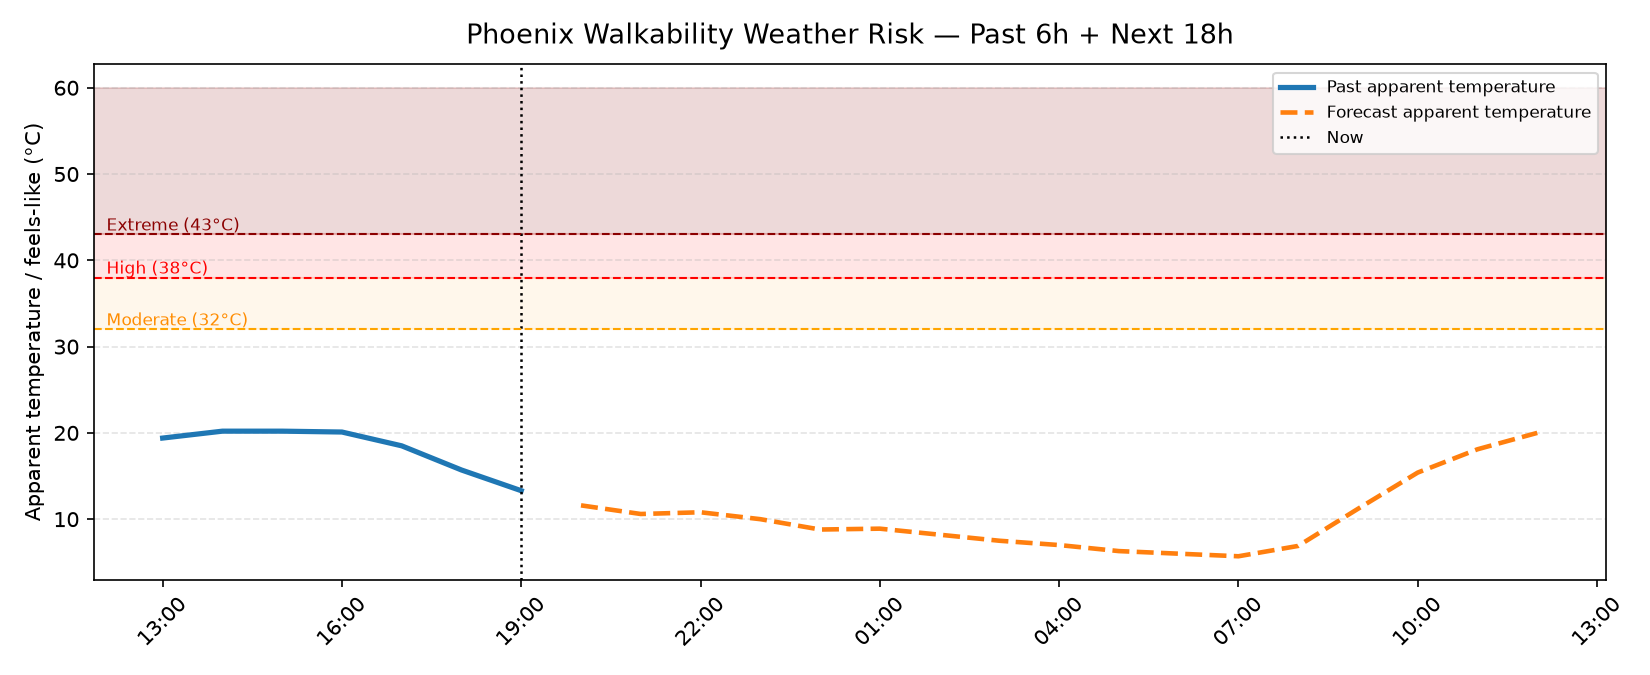 Phoenix Walkability Weather Risk — Past 6h + Next 18h
Apparent temperature / feels-like (°C)
60
50
40
30
20
10
Past apparent temperature
Forecast apparent temperature
Now
Extreme (43°C)
High (38°C)
Moderate (32°C)
13:00
16:00
19:00
22:00
01:00
04:00
07:00
10:00
13:00